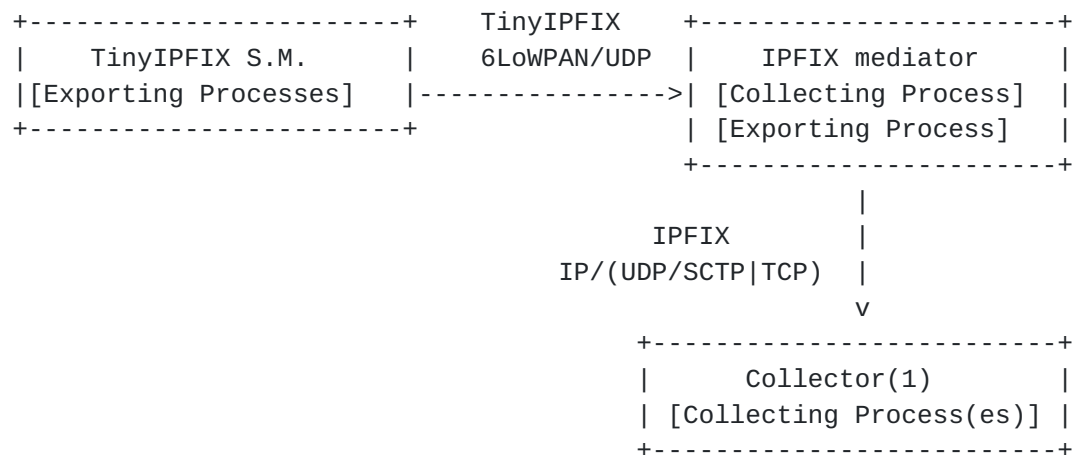 +------------------------+    TinyIPFIX    +-----------------------+
|     TinyIPFIX S.M.     |    6LoWPAN/UDP  |    IPFIX mediator     |
|[Exporting Processes]   |---------------->| [Collecting Process]  |
+------------------------+                 | [Exporting Process]   |
                                           +-----------------------+
                                                      |
                                         IPFIX        |
                                   IP/(UDP/SCTP|TCP)  |
                                                      v
                                        +--------------------------+
                                        |      Collector(1)        |
                                        | [Collecting Process(es)] |
                                        +--------------------------+